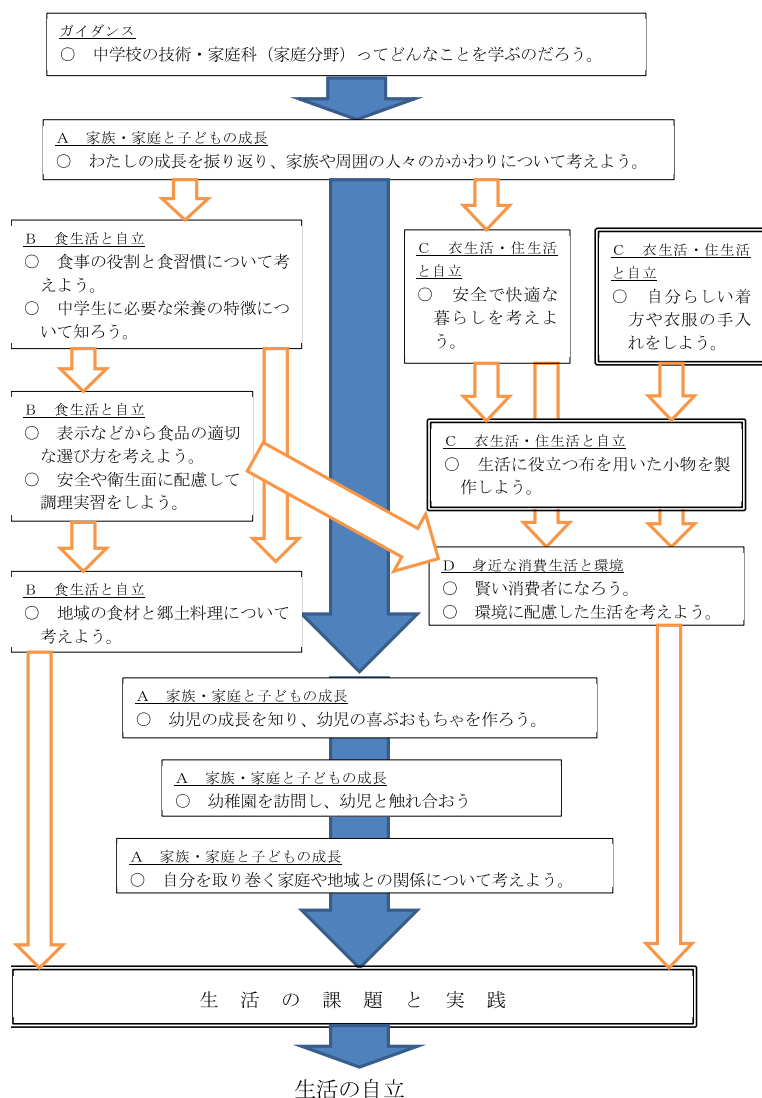 ガイダンス
○ 中学校の技術・家庭科（家庭分野）ってどんなことを学ぶのだろう。
Ａ 家族・家庭と子どもの成長
○ わたしの成長を振り返り、家族や周囲の人々のかかわりについて考えよう。
Ｂ 食生活と自立
○ 食事の役割と食習慣について考
えよう。
○ 中学生に必要な栄養の特徴につ
いて知ろう。
Ｃ 衣生活・住生活
と自立
○ 安全で快適な
暮らしを考えよ
う。
Ｃ 衣生活・住生活
と自立
○ 自分らしい着
方や衣服の手入
れをしよう。
Ｂ 食生活と自立
○ 表示などから食品の適切
な選び方を考えよう。
○ 安全や衛生面に配慮して
調理実習をしよう。
Ｃ 衣生活・住生活と自立
○ 生活に役立つ布を用いた小物を製
作しよう。
Ｂ 食生活と自立
○ 地域の食材と郷土料理について
考えよう。
Ｄ 身近な消費生活と環境
○ 賢い消費者になろう。
○ 環境に配慮した生活を考えよう。
Ａ 家族・家庭と子どもの成長
○ 幼児の成長を知り、幼児の喜ぶおもちゃを作ろう。
Ａ 家族・家庭と子どもの成長
○ 幼稚園を訪問し、幼児と触れ合おう
Ａ 家族・家庭と子どもの成長
○ 自分を取り巻く家庭や地域との関係について考えよう。
生 活 の 課 題 と 実 践
生活の自立